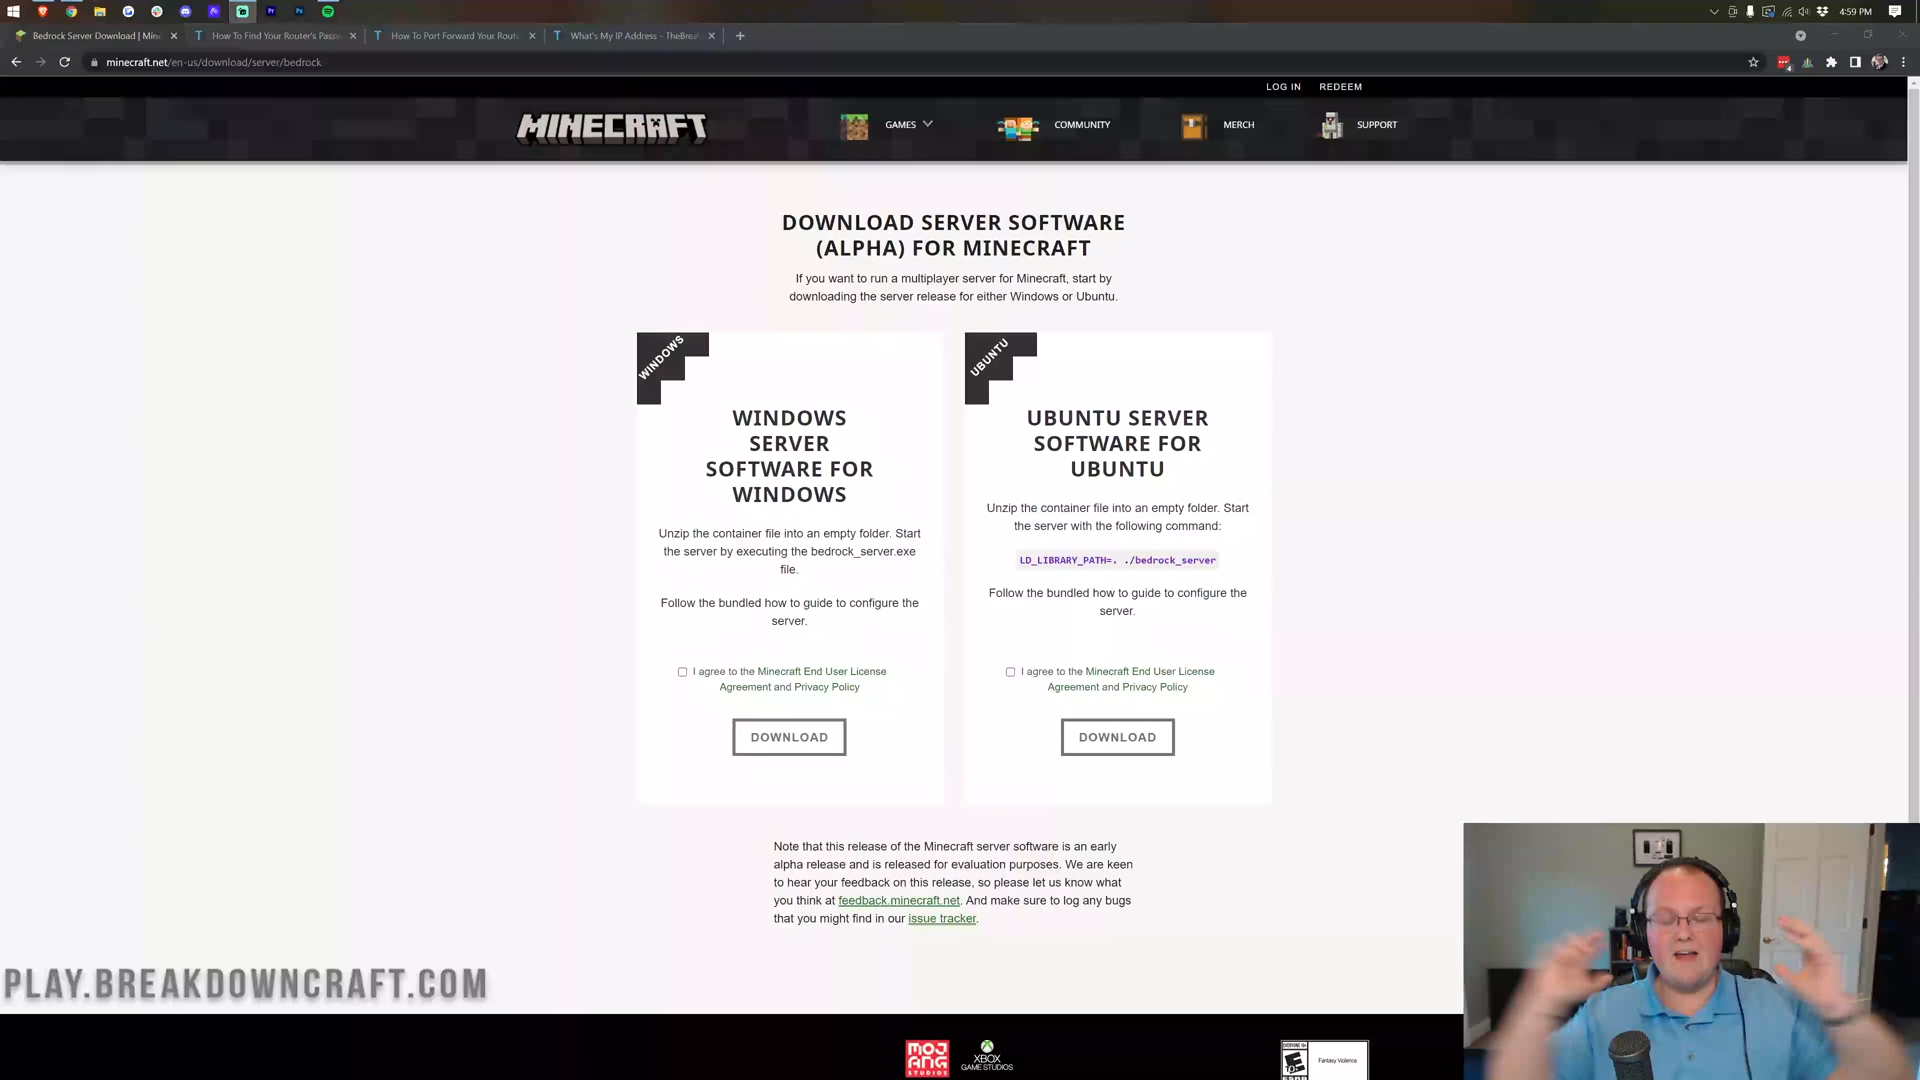 4:59 PM
Bedrock Server Download | Mine
How To Find Your Router's Passw
How To Port Forward Your Route
What's My IP Address - TheBreak
minecraft.net/en-us/download/server/bedrock
LOG IN
REDEEM
MINECRAFT
GAMES
COMMUNITY
MERCH
SUPPORT
DOWNLOAD SERVER SOFTWARE
(ALPHA) FOR MINECRAFT
If you want to run a multiplayer server for Minecraft, start by
downloading the server release for either Windows or Ubuntu.
WINDOWS
WINDOWS
SERVER
SOFTWARE FOR
WINDOWS
Unzip the container file into an empty folder. Start
the server by executing the bedrock_server.exe
file.
Follow the bundled how to guide to configure the
server.
I agree to the Minecraft End User License
Agreement and Privacy Policy
DOWNLOAD
UBUNTU
UBUNTU SERVER
SOFTWARE FOR
UBUNTU
Unzip the container file into an empty folder. Start
the server with the following command:
LD_LIBRARY_PATH=. ./bedrock_server
Follow the bundled how to guide to configure the
server.
I agree to the Minecraft End User License
Agreement and Privacy Policy
DOWNLOAD
Note that this release of the Minecraft server software is an early
alpha release and is released for evaluation purposes. We are keen
to hear your feedback on this release, so please let us know what
you think at feedback.minecraft.net. And make sure to log any bugs
that you might find in our issue tracker.
PLAY.BREAKDOWNCRAFT.COM
MOJANG
STUDIOS
XBOX
GAME STUDIOS
EVERYONE 10+
E
Fantasy Violence